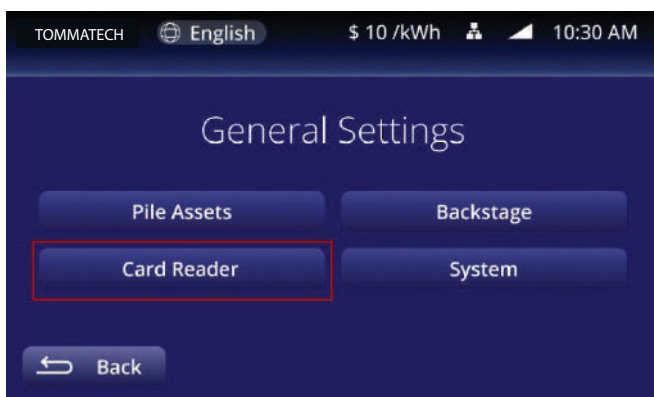 TOMMATECH English $ 10 /kWh 10:30 AM
General Settings
Pile Assets Backstage
Card Reader System
Back